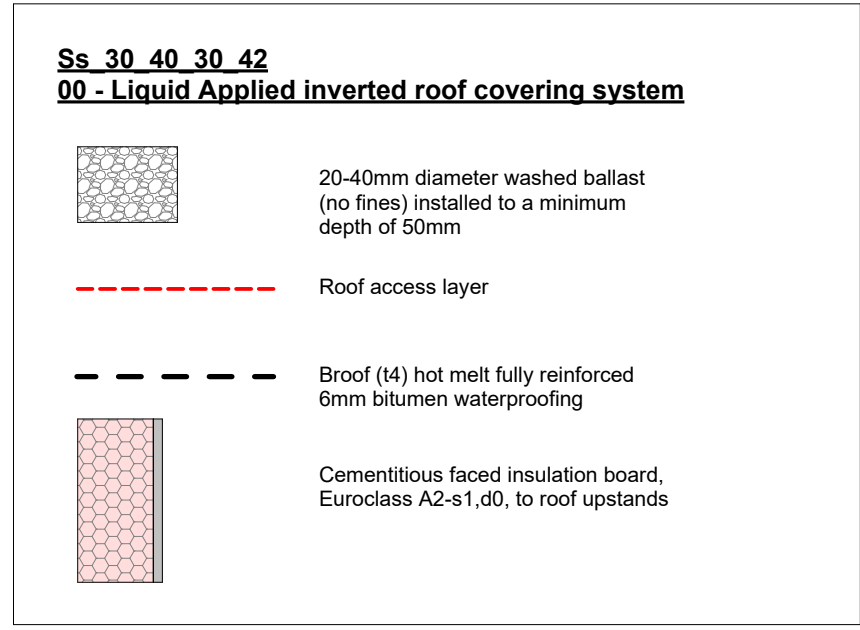 Ss_30_40_30_42
00 - Liquid Applied inverted roof covering system
20-40mm diameter washed ballast
(no fines) installed to a minimum
depth of 50mm
Roof access layer
Broof (t4) hot melt fully reinforced
6mm bitumen waterproofing
Cementitious faced insulation board,
Euroclass A2-s1,d0, to roof upstands